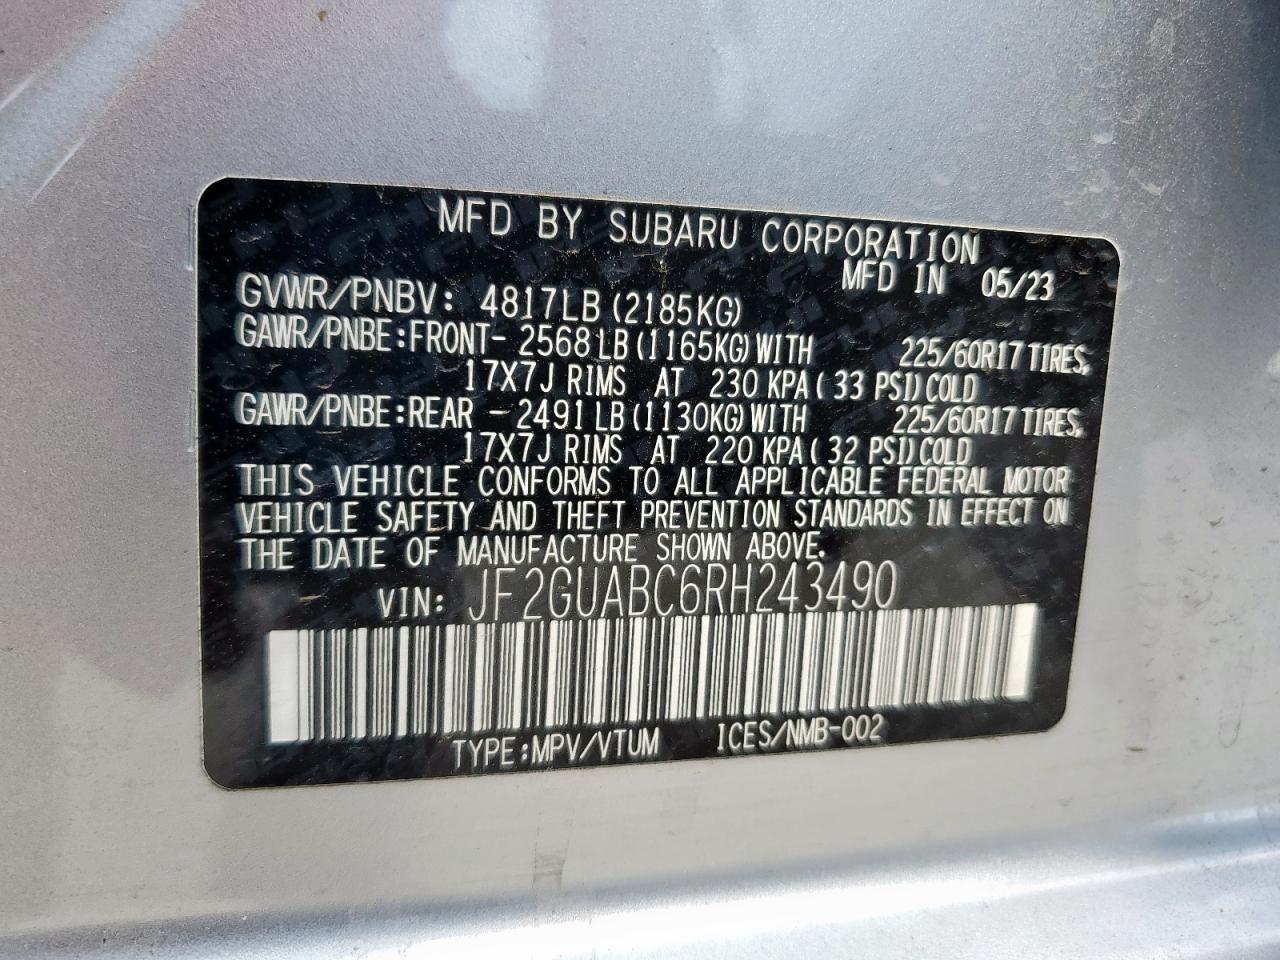 MFD BY SUBARU CORPORATION
MFD IN 05/23
GVWR/PNBV: 4817LB (2185KG)
GAWR/PNBE:FRONT- 2568 LB (1165KG) WITH 225/60R17 TIRES,
17X7J RIMS AT 230 KPA ( 33 PSI) COLD
GAWR/PNBE:REAR - 2491 LB (1130KG) WITH 225/60R17 TIRES,
17X7J RIMS AT 220 KPA ( 32 PSI) COLD
THIS VEHICLE CONFORMS TO ALL APPLICABLE FEDERAL MOTOR
VEHICLE SAFETY AND THEFT PREVENTION STANDARDS IN EFFECT ON
THE DATE OF MANUFACTURE SHOWN ABOVE.
VIN: JF2GUABC6RH243490
TYPE:MPV/VTUM ICES/NMB-002